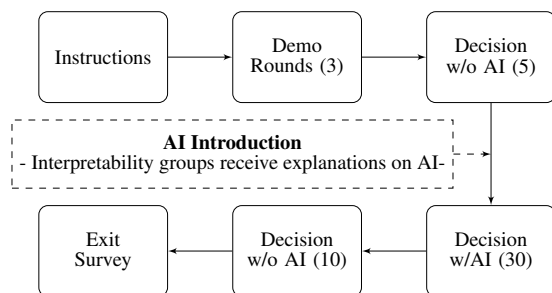 Instructions
Demo
Rounds (3)
Decision
w/o AI (5)
AI Introduction
- Interpretability groups receive explanations on AI-
Exit
Survey
Decision
w/o AI (10)
Decision
w/AI (30)